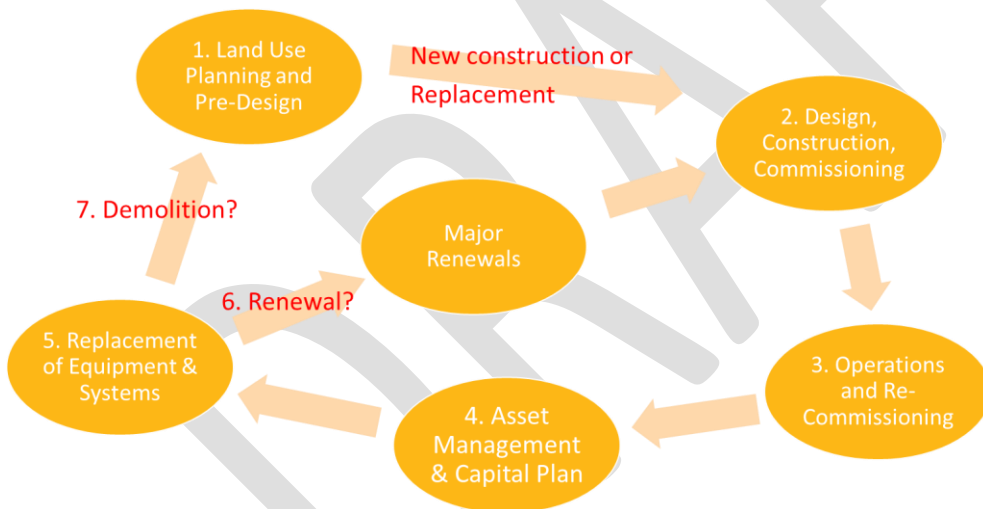 1. Land Use
Planning and
Pre-Design
New construction or
Replacement
2. Design,
Construction,
Commissioning
7. Demolition?
Major
Renewals
6. Renewal?
5. Replacement
of Equipment &
Systems
3. Operations
and Re-
Commissioning
4. Asset
Management
& Capital Plan
DRAFT